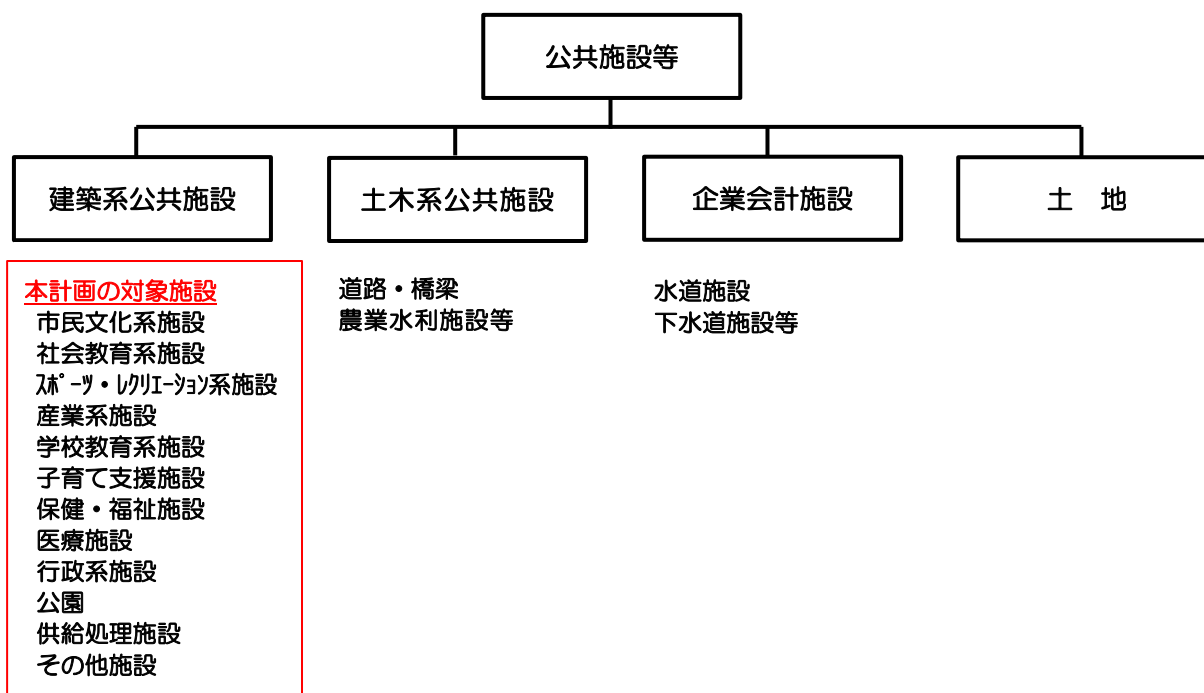 公共施設等
建築系公共施設
土木系公共施設
企業会計施設
土　地
本計画の対象施設
市民文化系施設
社会教育系施設
ｽﾎﾟｰﾂ・ﾚｸﾘｴｰｼｮﾝ系施設
産業系施設
学校教育系施設
子育て支援施設
保健・福祉施設
医療施設
行政系施設
公園
供給処理施設
その他施設
道路・橋梁
農業水利施設等
水道施設
下水道施設等